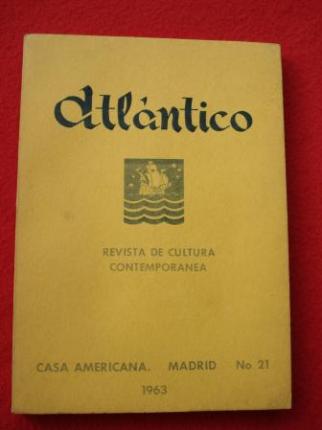 Atlántico
REVISTA DE CULTURA
CONTEMPORANEA
CASA AMERICANA. MADRID No. 21
1963